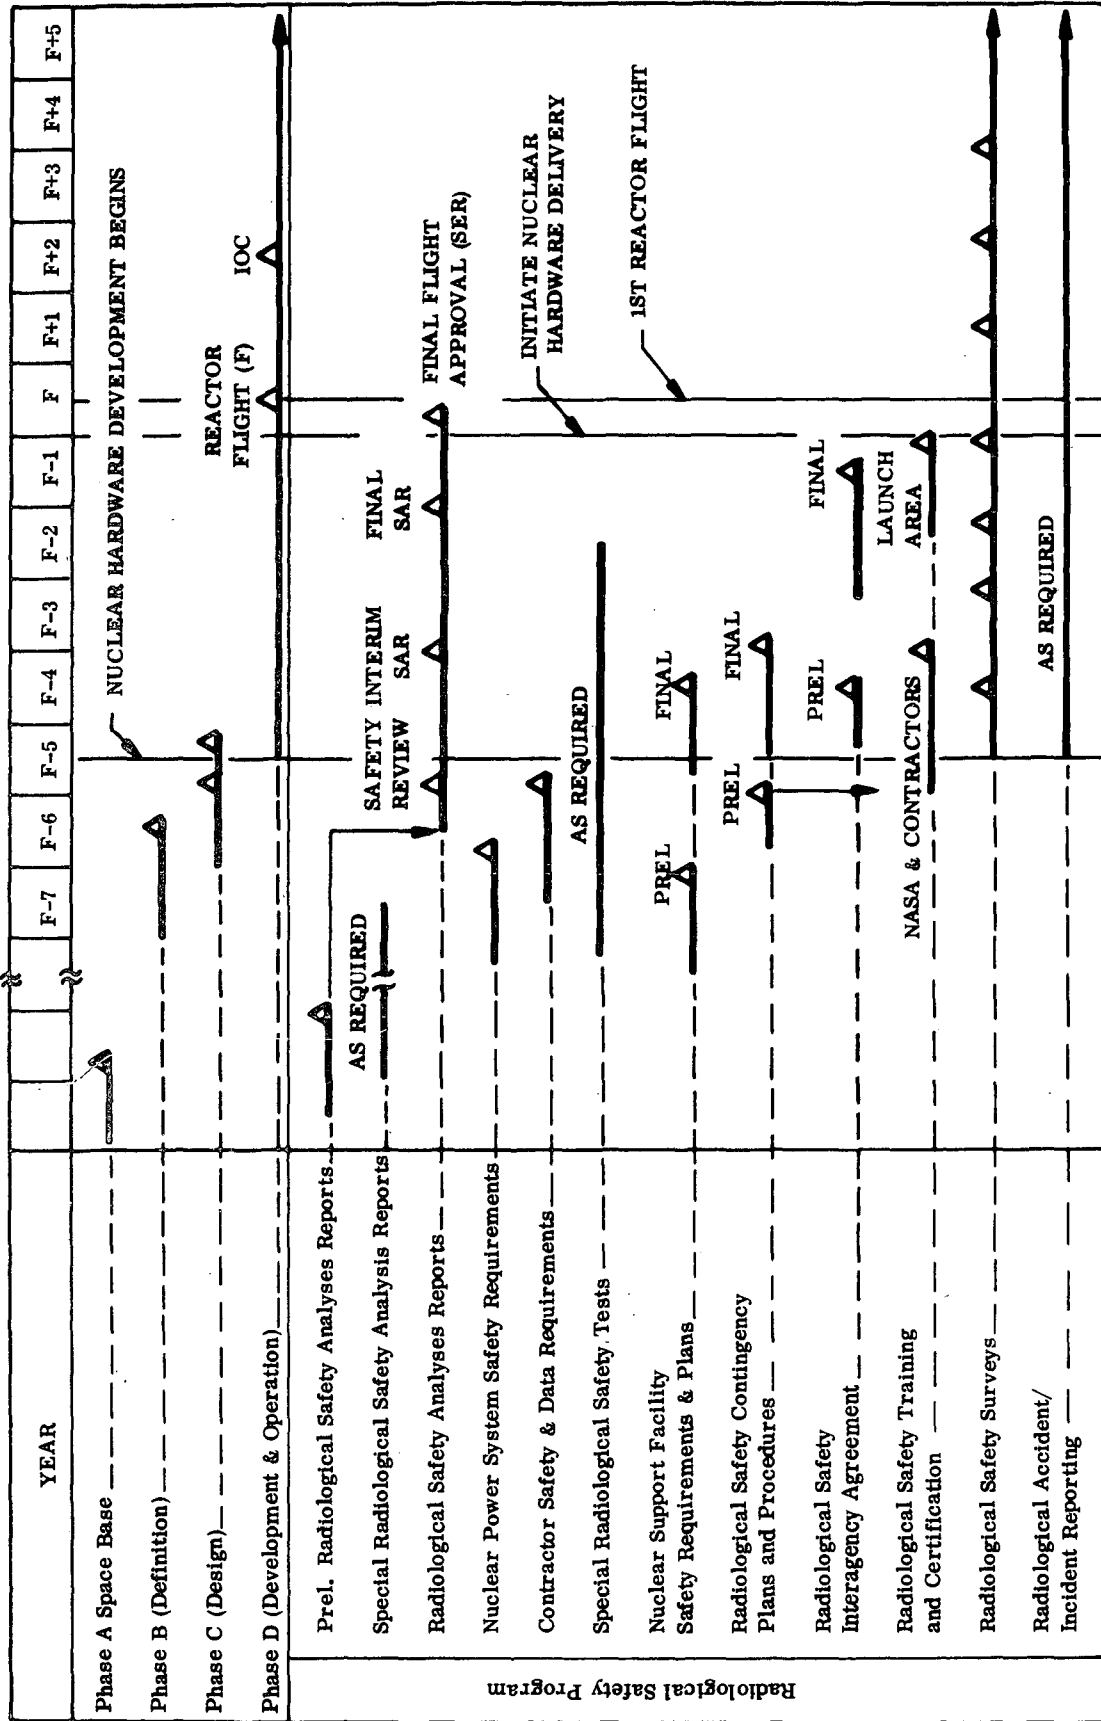 YEAR
F-7 F-6 F-5 F-4 F-3 F-2 F-1 F F+1 F+2 F+3 F+4 F+5
Phase A Space Base
NUCLEAR HARDWARE DEVELOPMENT BEGINS
Phase B (Definition)
Phase C (Design)
REACTOR
FLIGHT (F)
IOC
Phase D (Development & Operation)
Radiological Safety Program
Prel. Radiological Safety Analyses Reports
AS REQUIRED
Special Radiological Safety Analysis Reports
SAFETY INTERIM
REVIEW SAR
FINAL
SAR
FINAL FLIGHT
APPROVAL (SER)
Radiological Safety Analyses Reports
Nuclear Power System Safety Requirements
INITIATE NUCLEAR
HARDWARE DELIVERY
Contractor Safety & Data Requirements
AS REQUIRED
Special Radiological Safety Tests
1ST REACTOR FLIGHT
Nuclear Support Facility
Safety Requirements & Plans
PREL
FINAL
Radiological Safety Contingency
Plans and Procedures
PREL
FINAL
Radiological Safety
Interagency Agreement
PREL
FINAL
Radiological Safety Training
and Certification
NASA & CONTRACTORS
LAUNCH
AREA
Radiological Safety Surveys
Radiological Accident/
Incident Reporting
AS REQUIRED